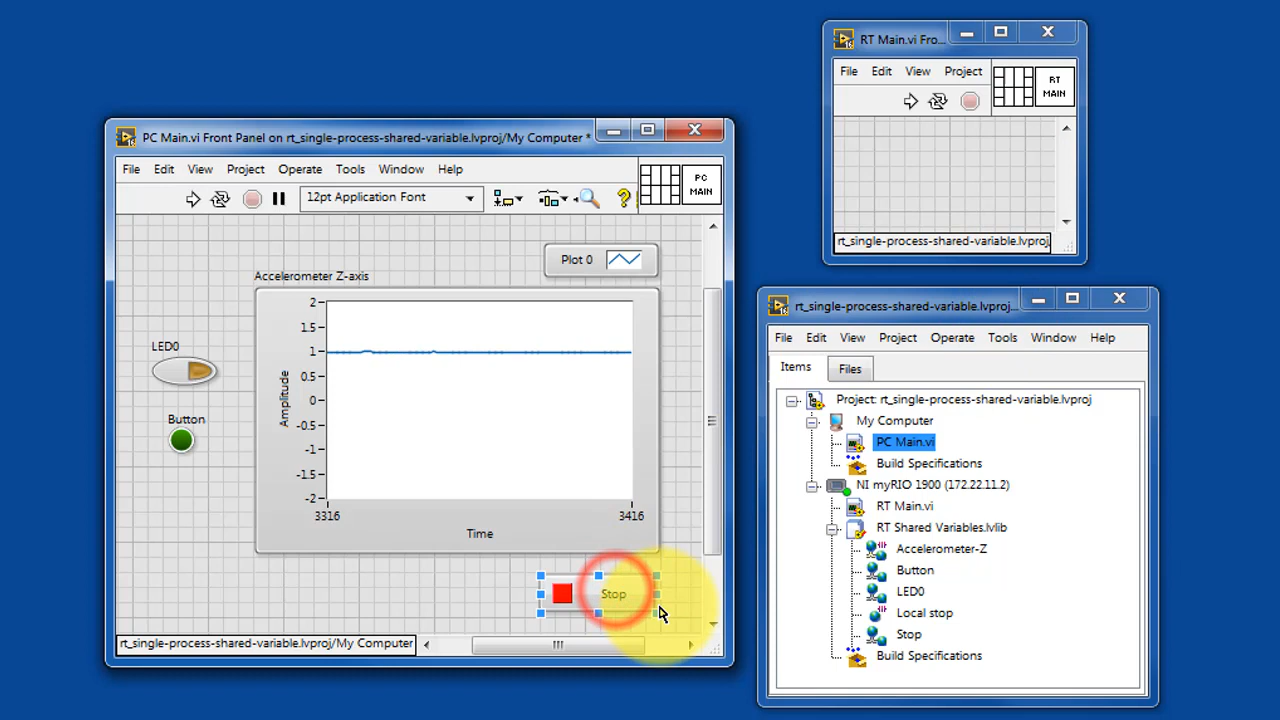 RT Main.vi Fro...
File Edit View Project
RT
MAIN
rt_single-process-shared-variable.lvproj
PC Main.vi Front Panel on rt_single-process-shared-variable.lvproj/My Computer *
File Edit View Project Operate Tools Window Help
12pt Application Font
?
PC
MAIN
Plot 0
Accelerometer Z-axis
LED0
Button
Amplitude
2
1.5
1
0.5
0
-0.5
-1
-1.5
-2
3316
3416
Time
Stop
rt_single-process-shared-variable.lvproj/My Computer
rt_single-process-shared-variable.lvproj...
File Edit View Project Operate Tools Window Help
Items Files
Project: rt_single-process-shared-variable.lvproj
My Computer
PC Main.vi
Build Specifications
NI myRIO 1900 (172.22.11.2)
RT Main.vi
RT Shared Variables.lvlib
Accelerometer-Z
Button
LED0
Local stop
Stop
Build Specifications